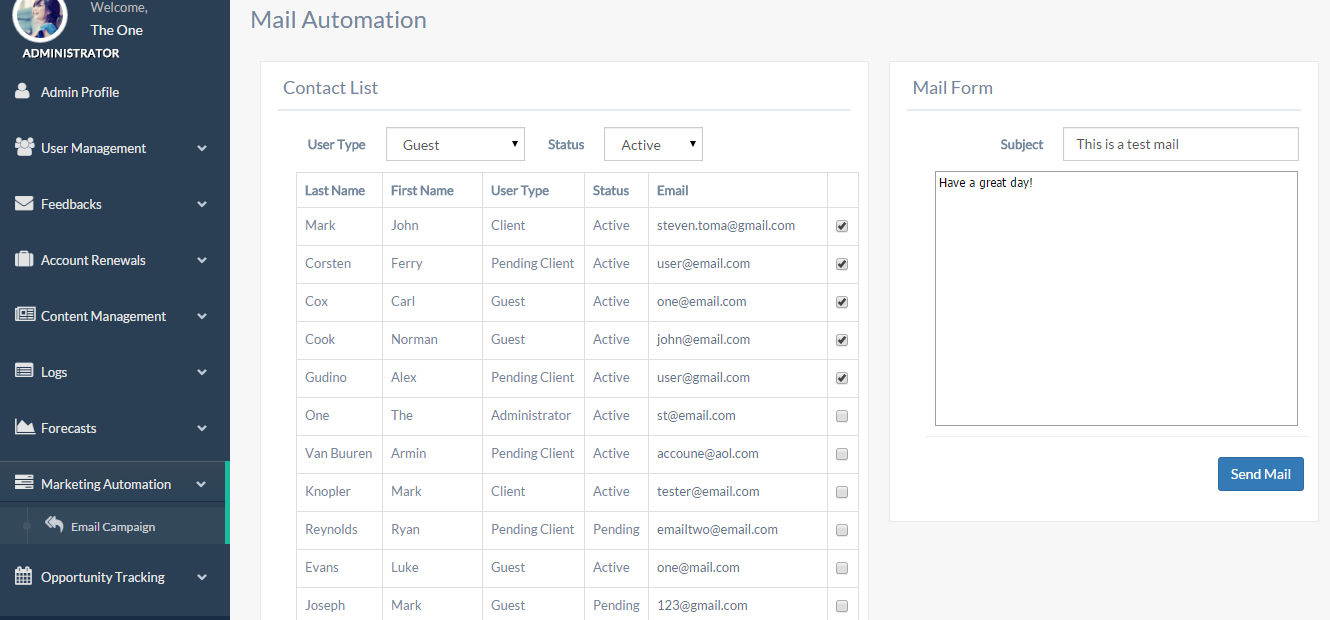 Welcome,
The One
ADMINISTRATOR
Admin Profile
User Management
Feedbacks
Account Renewals
Content Management
Logs
Forecasts
Marketing Automation
Email Campaign
Opportunity Tracking
Mail Automation
Contact List
User Type Guest Status Active
Last Name First Name User Type Status Email
Mark John Client Active steven.toma@gmail.com
Corsten Ferry Pending Client Active user@email.com
Cox Carl Guest Active one@email.com
Cook Norman Guest Active john@email.com
Gudino Alex Pending Client Active user@gmail.com
One The Administrator Active st@email.com
Van Buuren Armin Pending Client Active accoune@aol.com
Knopler Mark Client Active tester@email.com
Reynolds Ryan Pending Client Pending emailtwo@email.com
Evans Luke Guest Active one@mail.com
Joseph Mark Guest Pending 123@gmail.com
Mail Form
Subject This is a test mail
Have a great day!
Send Mail